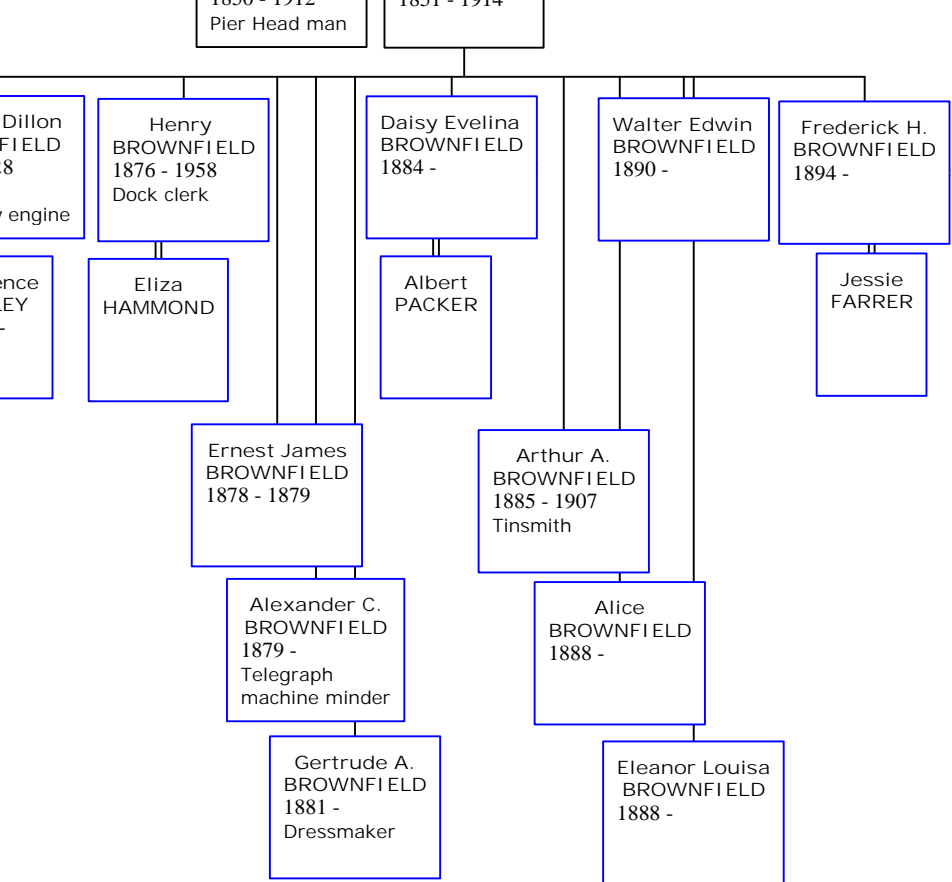 Pier Head man
1851 - 1914
Dillon
Henry
BROWNFIELD
1876 - 1958
Dock clerk
engine
Eliza
HAMMOND
Daisy Evelina
BROWNFIELD
1884 -
Albert
PACKER
Walter Edwin
BROWNFIELD
1890 -
Frederick H.
BROWNFIELD
1894 -
Jessie
FARRER
Ernest James
BROWNFIELD
1878 - 1879
Arthur A.
BROWNFIELD
1885 - 1907
Tinsmith
Alexander C.
BROWNFIELD
1879 -
Telegraph
machine minder
Alice
BROWNFIELD
1888 -
Gertrude A.
BROWNFIELD
1881 -
Dressmaker
Eleanor Louisa
BROWNFIELD
1888 -